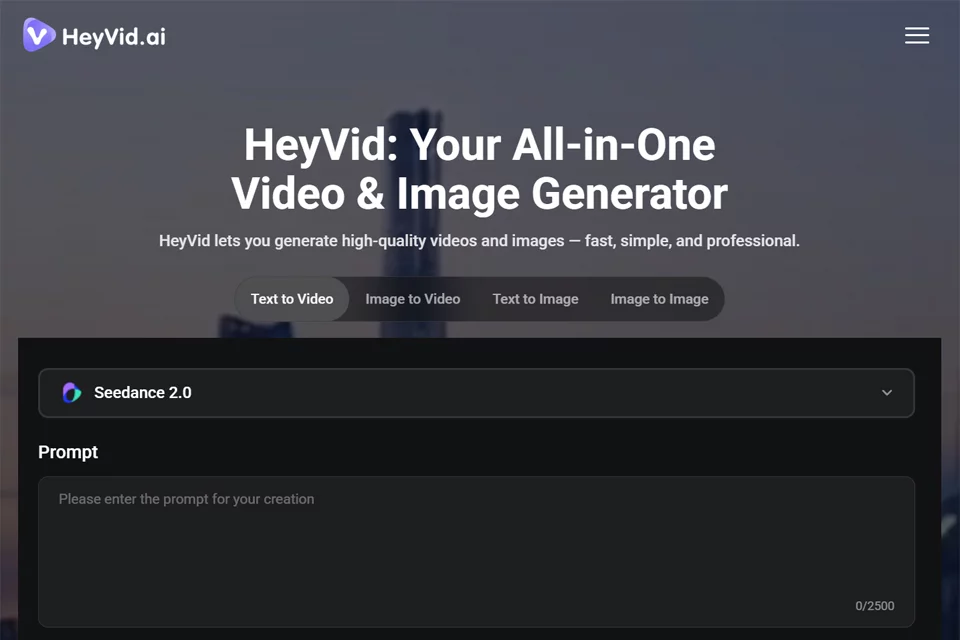 HeyVid.ai
HeyVid: Your All-in-One
Video & Image Generator
HeyVid lets you generate high-quality videos and images — fast, simple, and professional.
Text to Video
Image to Video
Text to Image
Image to Image
Seedance 2.0
Prompt
Please enter the prompt for your creation
0/2500